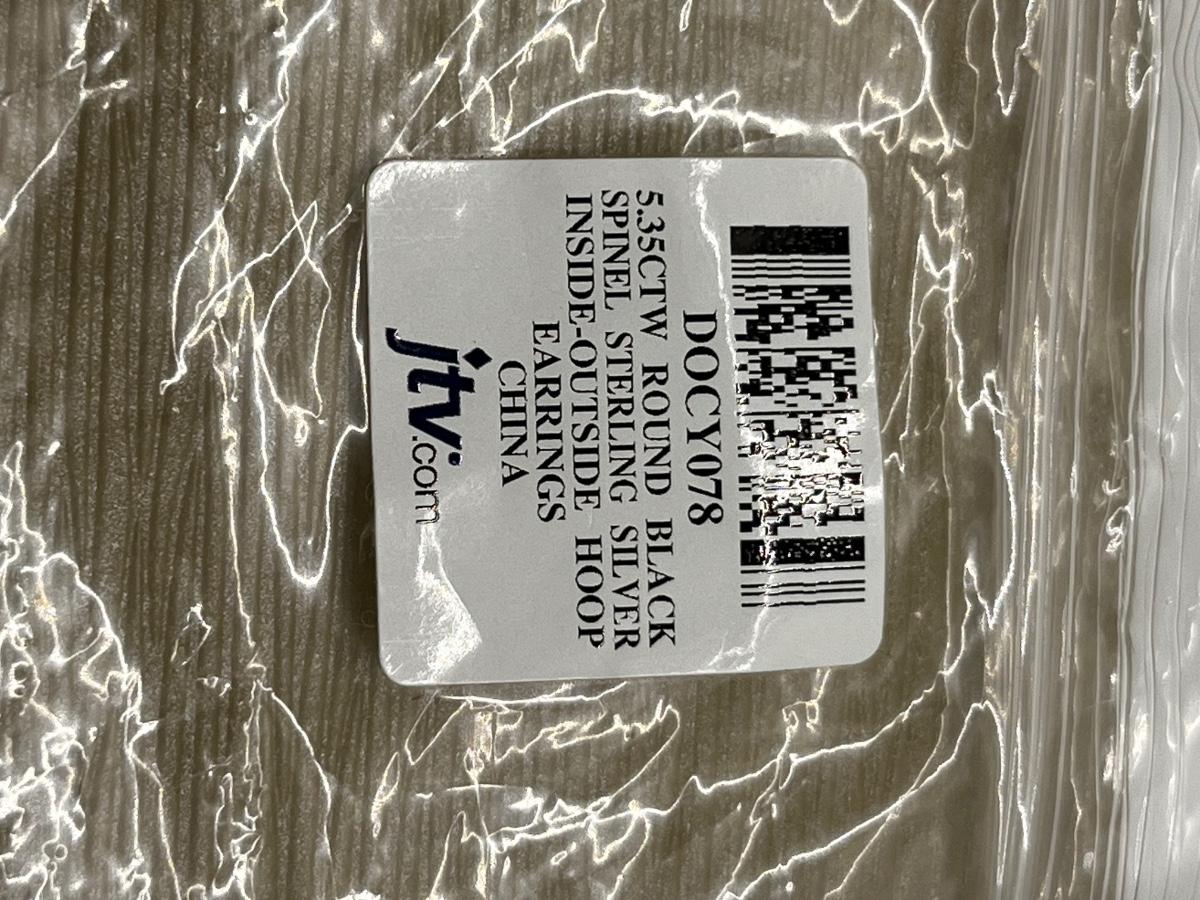 DOCY078
5.35CTW ROUND BLACK
SPINEL STERLING SILVER
INSIDE-OUTSIDE HOOP
EARRINGS
CHINA
jtv.com